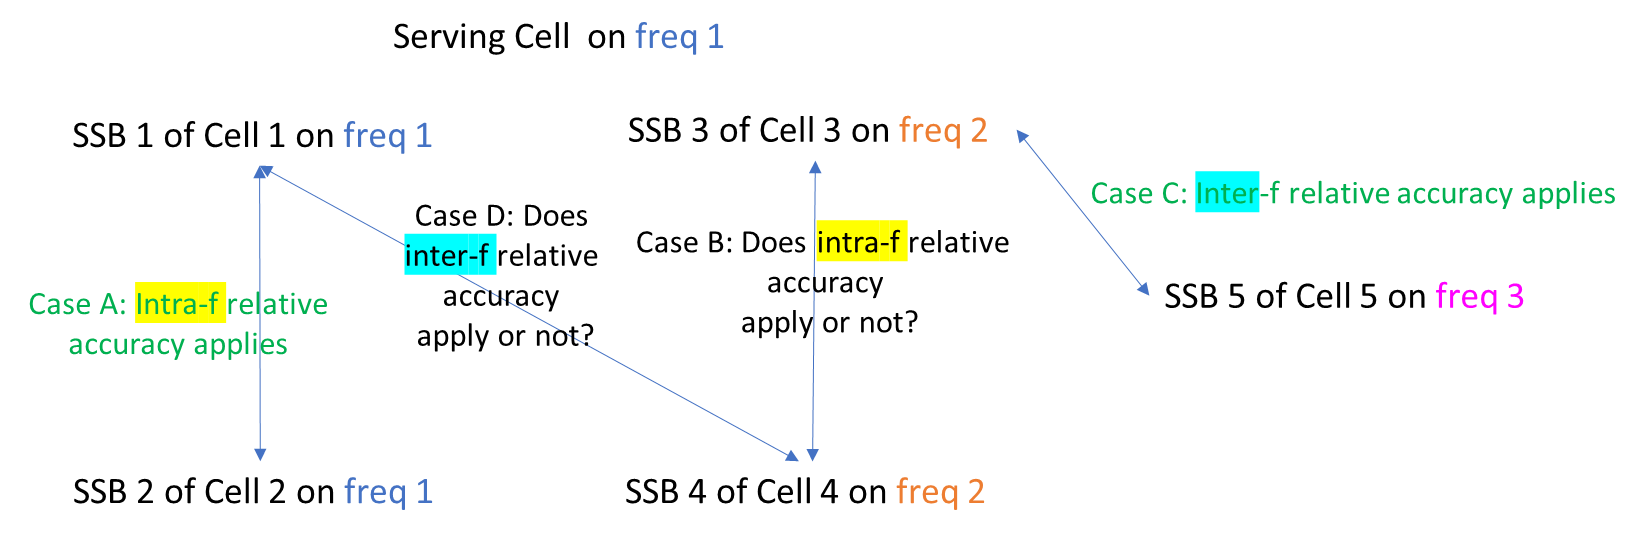 Serving Cell on freq 1
SSB 1 of Cell 1 on freq 1
SSB 3 of Cell 3 on freq 2
Case C: Inter-f relative accuracy applies
Case D: Does
inter-f relative
accuracy
apply or not?
Case B: Does intra-f relative
accuracy
apply or not?
Case A: Intra-f relative
accuracy applies
SSB 5 of Cell 5 on freq 3
SSB 2 of Cell 2 on freq 1
SSB 4 of Cell 4 on freq 2